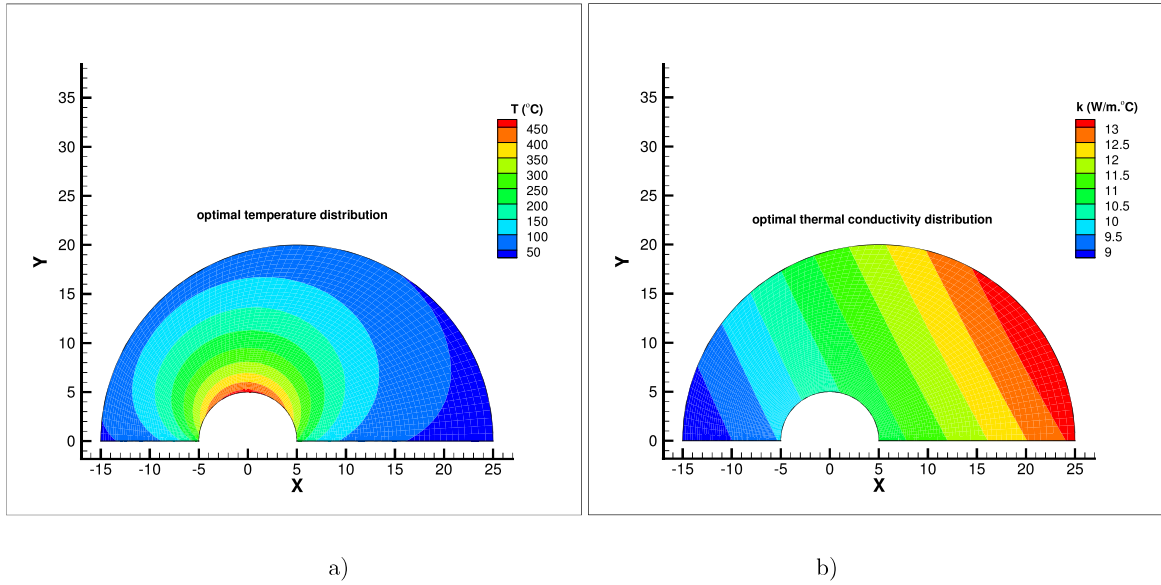 T (°C)
450
400
350
300
250
200
150
100
50
optimal temperature distribution
Y
35
30
25
20
15
10
5
0
-15 -10 -5 0 5 10 15 20 25
X
a)
k (W/m.°C)
13
12.5
12
11.5
11
10.5
10
9.5
9
optimal thermal conductivity distribution
Y
35
30
25
20
15
10
5
0
-15 -10 -5 0 5 10 15 20 25
X
b)